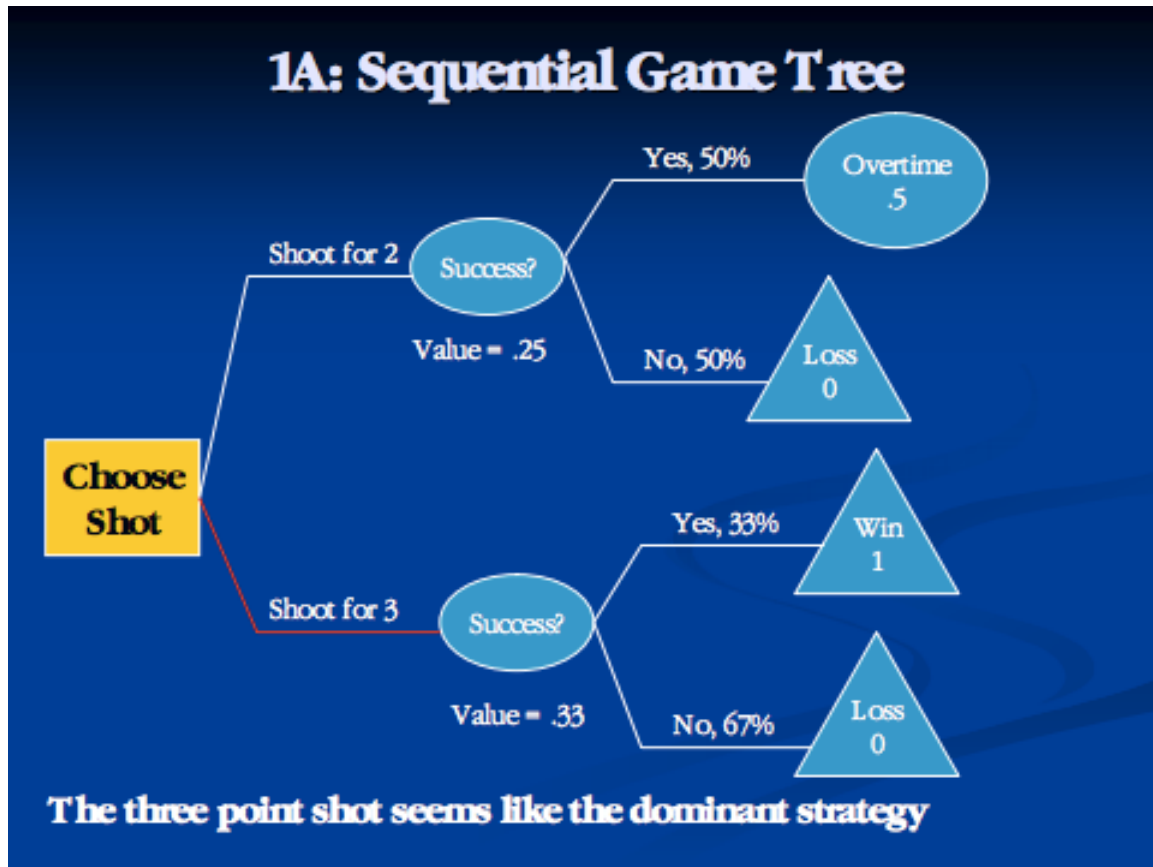 1A: Sequential Game Tree
Yes, 50%
Overtime
.5
Shoot for 2
Success?
Value = .25
No, 50%
Loss
0
Choose
Shot
Yes, 33%
Win
1
Shoot for 3
Success?
Value = .33
No, 67%
Loss
0
The three point shot seems like the dominant strategy